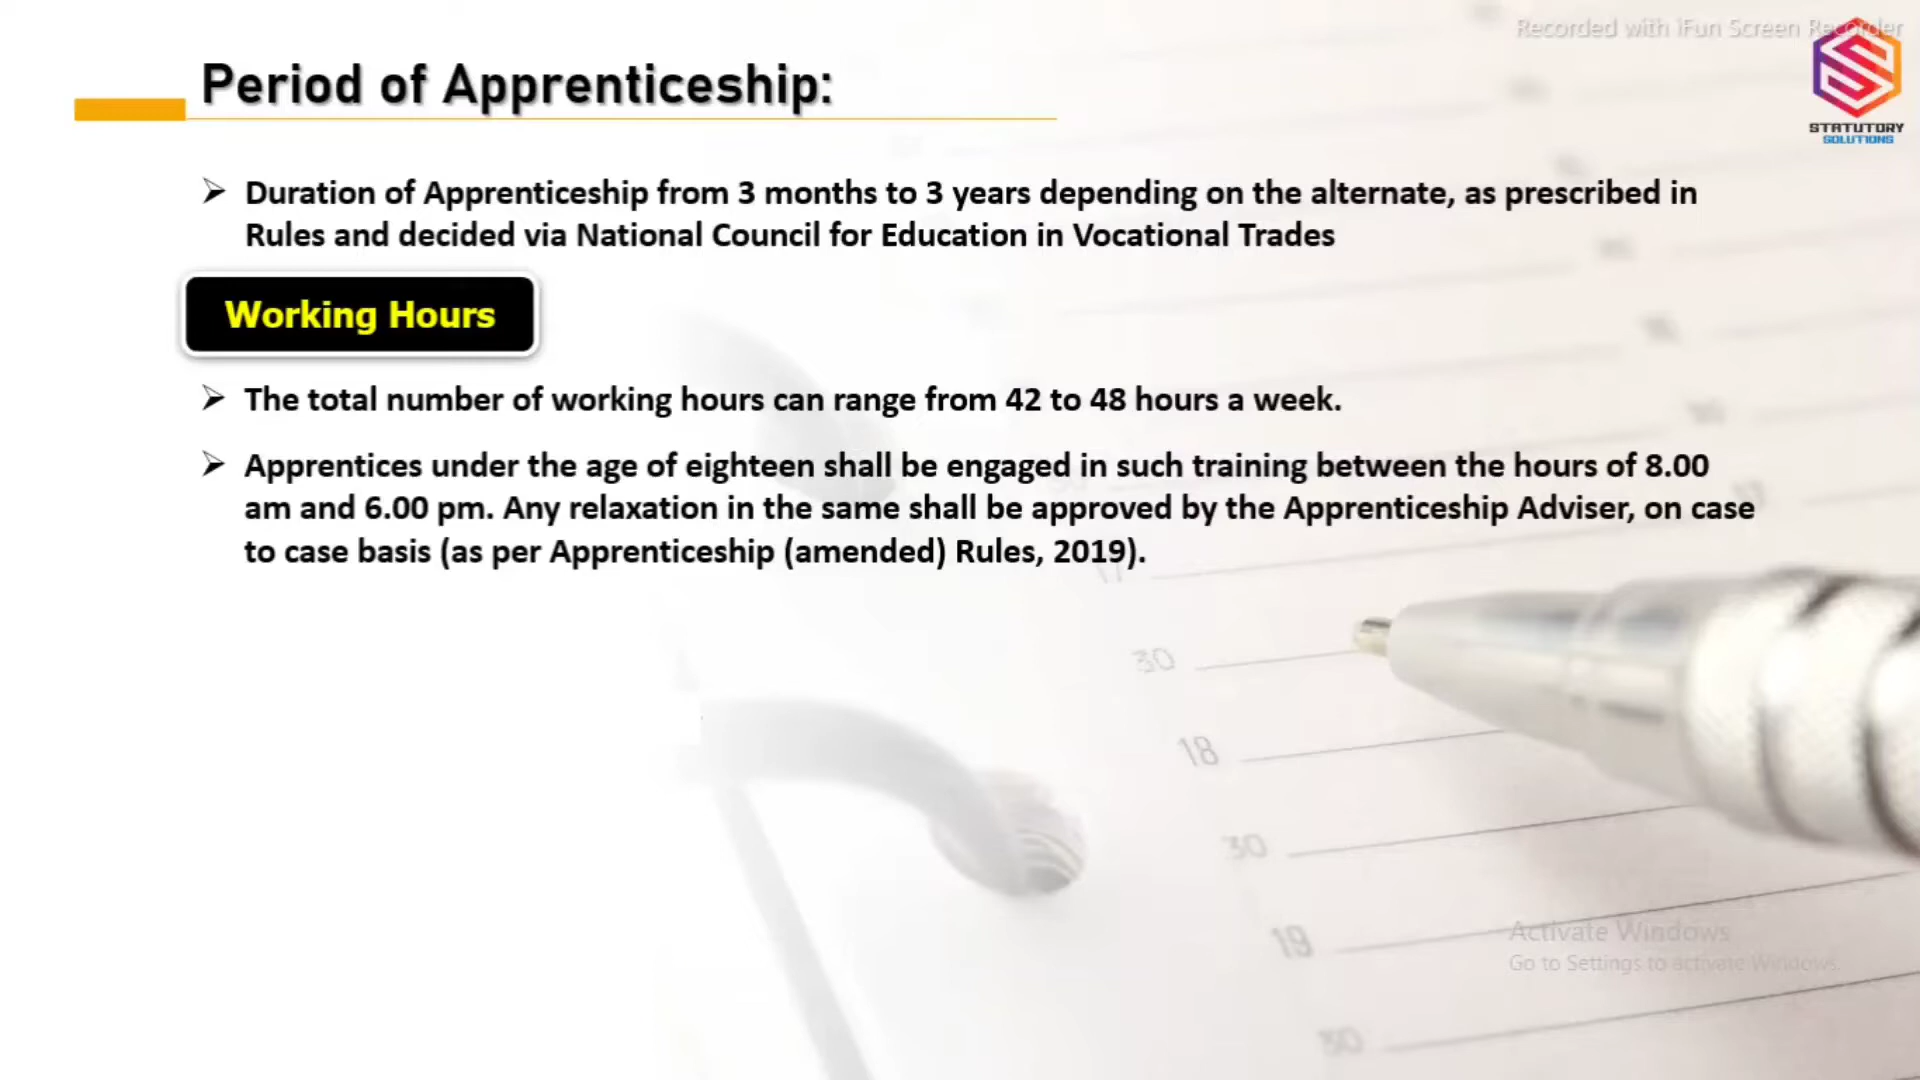 Recorded with iFun Screen Recorder
Period of Apprenticeship:
STATUTORY
SOLUTIONS
➢ Duration of Apprenticeship from 3 months to 3 years depending on the alternate, as prescribed in
Rules and decided via National Council for Education in Vocational Trades
Working Hours
➢ The total number of working hours can range from 42 to 48 hours a week.
➢ Apprentices under the age of eighteen shall be engaged in such training between the hours of 8.00
am and 6.00 pm. Any relaxation in the same shall be approved by the Apprenticeship Adviser, on case
to case basis (as per Apprenticeship (amended) Rules, 2019).
17
30
18
30
19
30
Activate Windows
Go to Settings to activate Windows.